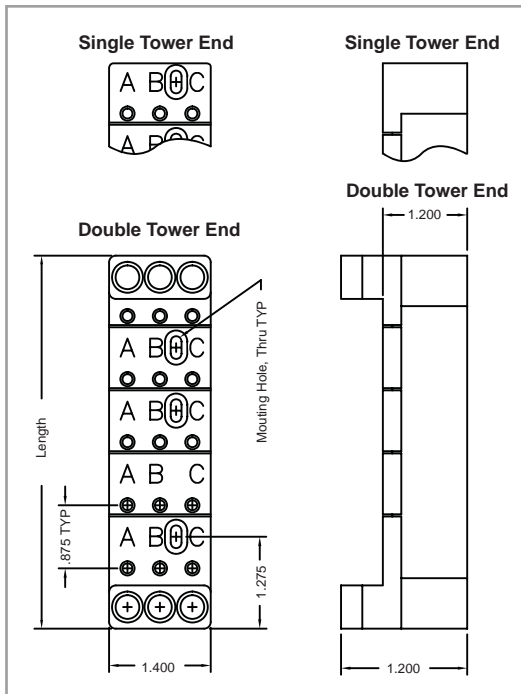 Single Tower End
Single Tower End
A B C
A B C
Double Tower End
1.200
Double Tower End
Length
Mouting Hole, Thru TYP
A B C
A B C
A B C
.875 TYP
A B C
1.275
1.400
1.200